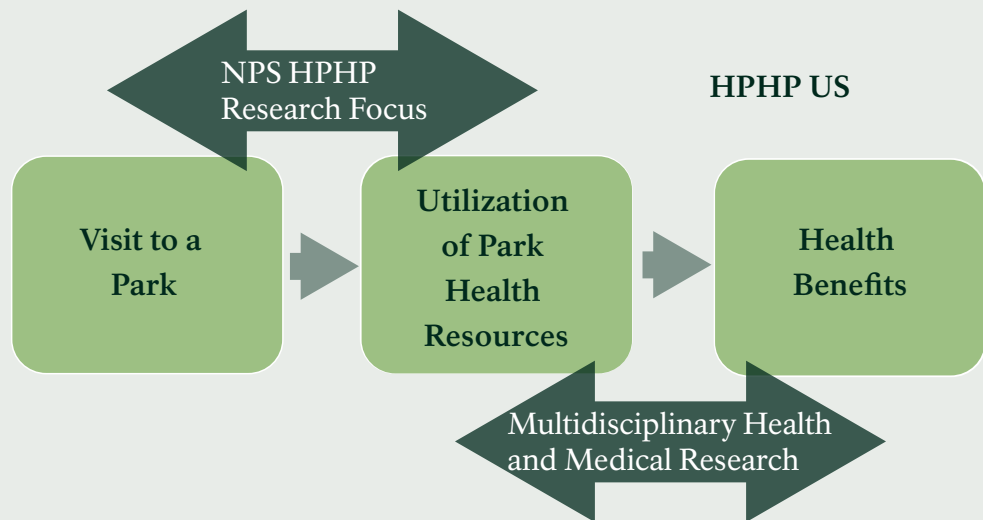 NPS HPHP
Research Focus
HPHP US
Visit to a
Park
Utilization
of Park
Health
Resources
Health
Benefits
Multidisciplinary Health
and Medical Research